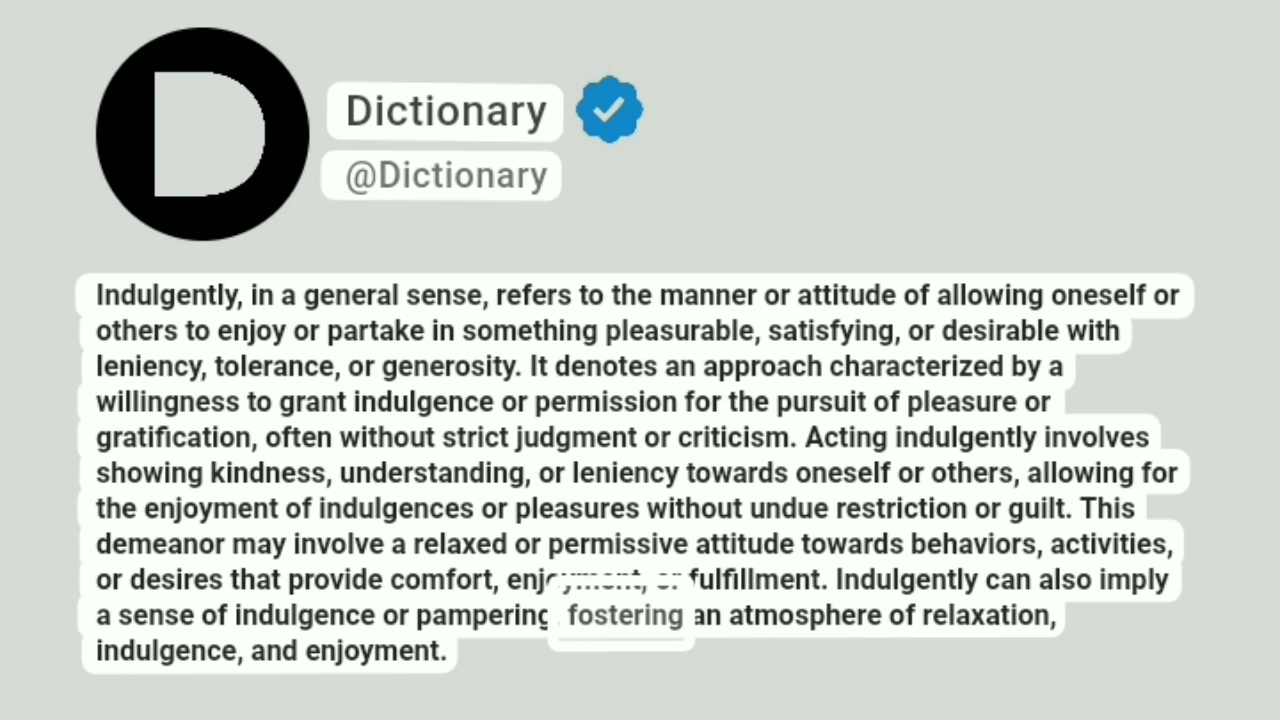 D
Dictionary
@Dictionary
Indulgently, in a general sense, refers to the manner or attitude of allowing oneself or
others to enjoy or partake in something pleasurable, satisfying, or desirable with
leniency, tolerance, or generosity. It denotes an approach characterized by a
willingness to grant indulgence or permission for the pursuit of pleasure or
gratification, often without strict judgment or criticism. Acting indulgently involves
showing kindness, understanding, or leniency towards oneself or others, allowing for
the enjoyment of indulgences or pleasures without undue restriction or guilt. This
demeanor may involve a relaxed or permissive attitude towards behaviors, activities,
or desires that provide comfort, enjoyment, or fulfillment. Indulgently can also imply
a sense of indulgence or pampering fostering an atmosphere of relaxation,
indulgence, and enjoyment.